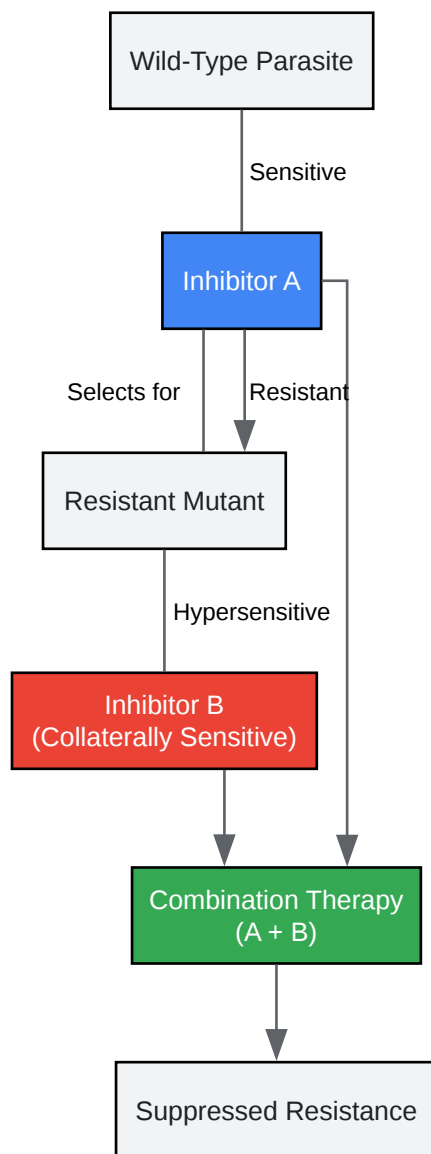 Wild-Type Parasite
Sensitive
Inhibitor A
Selects for
Resistant
Resistant Mutant
Hypersensitive
Inhibitor B
(Collaterally Sensitive)
Combination Therapy
(A + B)
Suppressed Resistance